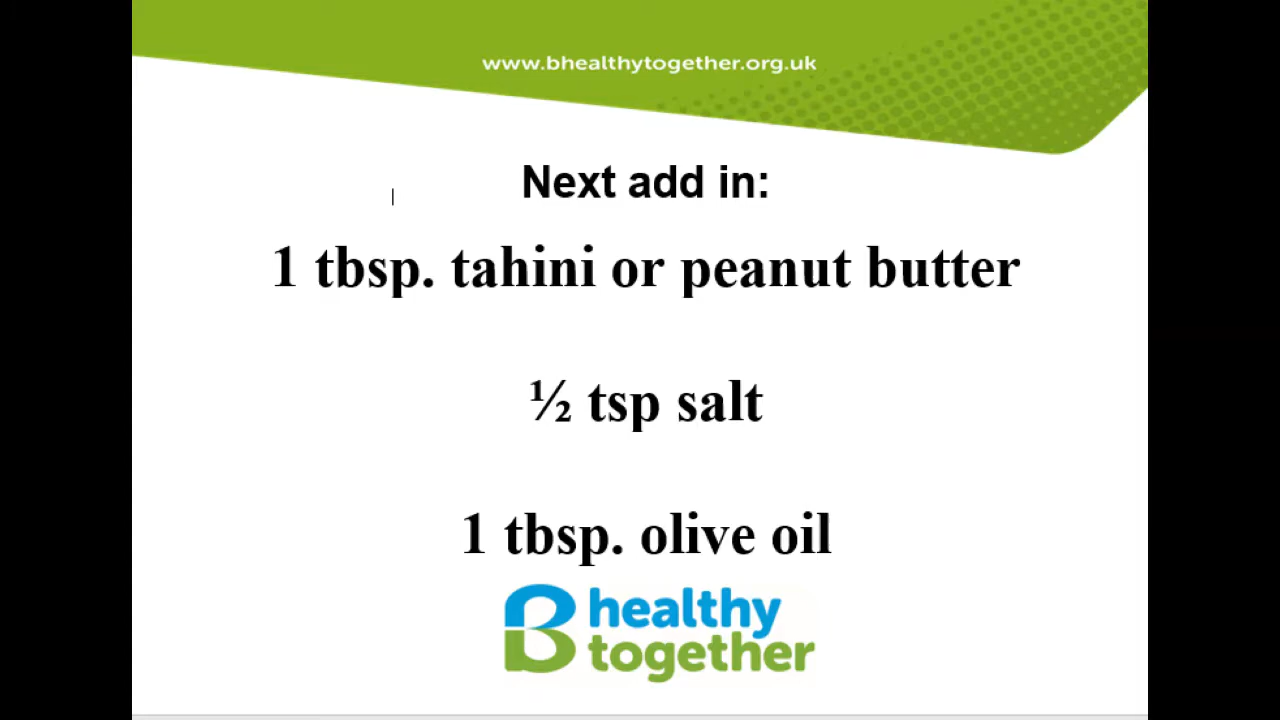 www.bhealthytogether.org.uk
Next add in:
1 tbsp. tahini or peanut butter
½ tsp salt
1 tbsp. olive oil
B healthy
together